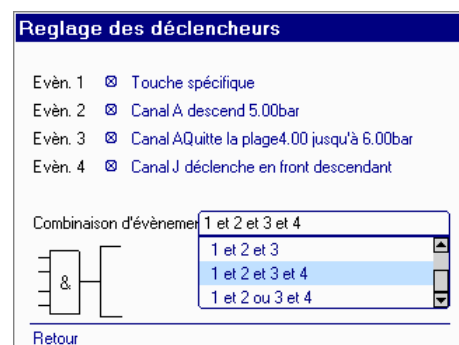 Reglage des déclencheurs
Evèn. 1 Touche spécifique
Evèn. 2 Canal A descend 5.00bar
Evèn. 3 Canal AQuitte la plage4.00 jusqu'à 6.00bar
Evèn. 4 Canal J déclenche en front descendant
Combinaison d'évènemer 1 et 2 et 3 et 4
1 et 2 et 3
1 et 2 et 3 et 4
1 et 2 ou 3 et 4
&
Retour